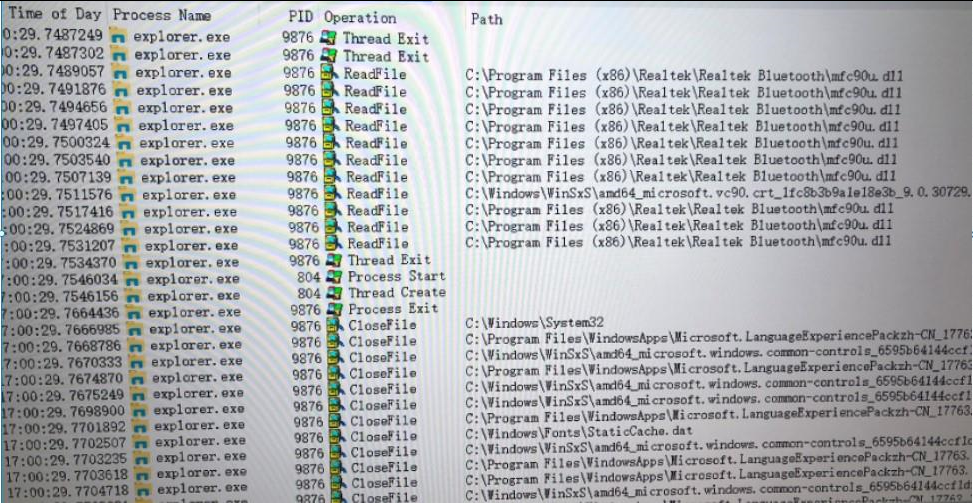 Time of Day Process Name PID Operation Path
0:29.7487249 explorer.exe 9876 Thread Exit
0:29.7487302 explorer.exe 9876 Thread Exit
0:29.7489057 explorer.exe 9876 ReadFile C:\Program Files (x86)\Realtek\Realtek Bluetooth\mfc90u.dll
0:29.7491876 explorer.exe 9876 ReadFile C:\Program Files (x86)\Realtek\Realtek Bluetooth\mfc90u.dll
00:29.7494656 explorer.exe 9876 ReadFile C:\Program Files (x86)\Realtek\Realtek Bluetooth\mfc90u.dll
00:29.7497405 explorer.exe 9876 ReadFile C:\Program Files (x86)\Realtek\Realtek Bluetooth\mfc90u.dll
00:29.7500324 explorer.exe 9876 ReadFile C:\Program Files (x86)\Realtek\Realtek Bluetooth\mfc90u.dll
00:29.7503540 explorer.exe 9876 ReadFile C:\Program Files (x86)\Realtek\Realtek Bluetooth\mfc90u.dll
00:29.7507139 explorer.exe 9876 ReadFile C:\Program Files (x86)\Realtek\Realtek Bluetooth\mfc90u.dll
00:29.7511576 explorer.exe 9876 ReadFile C:\Windows\WinSxS\amd64_microsoft.vc90.crt_1fc8b3b9a1e18e3b_9.0.30729.
:00:29.7517416 explorer.exe 9876 ReadFile C:\Program Files (x86)\Realtek\Realtek Bluetooth\mfc90u.dll
:00:29.7524869 explorer.exe 9876 ReadFile C:\Program Files (x86)\Realtek\Realtek Bluetooth\mfc90u.dll
:00:29.7531207 explorer.exe 9876 ReadFile C:\Program Files (x86)\Realtek\Realtek Bluetooth\mfc90u.dll
:00:29.7534370 explorer.exe 9876 Thread Exit
7:00:29.7546034 explorer.exe 804 Process Start
7:00:29.7546156 explorer.exe 804 Thread Create
7:00:29.7664436 explorer.exe 9876 Process Exit
7:00:29.7666985 explorer.exe 9876 CloseFile C:\Windows\System32
7:00:29.7668786 explorer.exe 9876 CloseFile C:\Program Files\WindowsApps\Microsoft.LanguageExperiencePackzh-CN_17763
7:00:29.7670333 explorer.exe 9876 CloseFile C:\Windows\WinSxS\amd64_microsoft.windows.common-controls_6595b64144ccf1
17:00:29.7674870 explorer.exe 9876 CloseFile C:\Program Files\WindowsApps\Microsoft.LanguageExperiencePackzh-CN_17763.
17:00:29.7675249 explorer.exe 9876 CloseFile C:\Windows\WinSxS\amd64_microsoft.windows.common-controls_6595b64144ccf1
17:00:29.7698900 explorer.exe 9876 CloseFile C:\Windows\WinSxS\amd64_microsoft.windows.common-controls_6595b64144ccf1
17:00:29.7701892 explorer.exe 9876 CloseFile C:\Program Files\WindowsApps\Microsoft.LanguageExperiencePackzh-CN_17763.
17:00:29.7702507 explorer.exe 9876 CloseFile C:\Windows\Fonts\StaticCache.dat
17:00:29.7703235 explorer.exe 9876 CloseFile C:\Windows\WinSxS\amd64_microsoft.windows.common-controls_6595b64144ccf1
17:00:29.7703618 explorer.exe 9876 CloseFile C:\Program Files\WindowsApps\Microsoft.LanguageExperiencePackzh-CN_17763.
17:00:29.7704718 explorer.exe 9876 CloseFile C:\Program Files\WindowsApps\Microsoft.LanguageExperiencePackzh-CN_17763.
9876 CloseFile C:\Windows\WinSxS\amd64_microsoft.windows.common-controls_6595b64144ccf